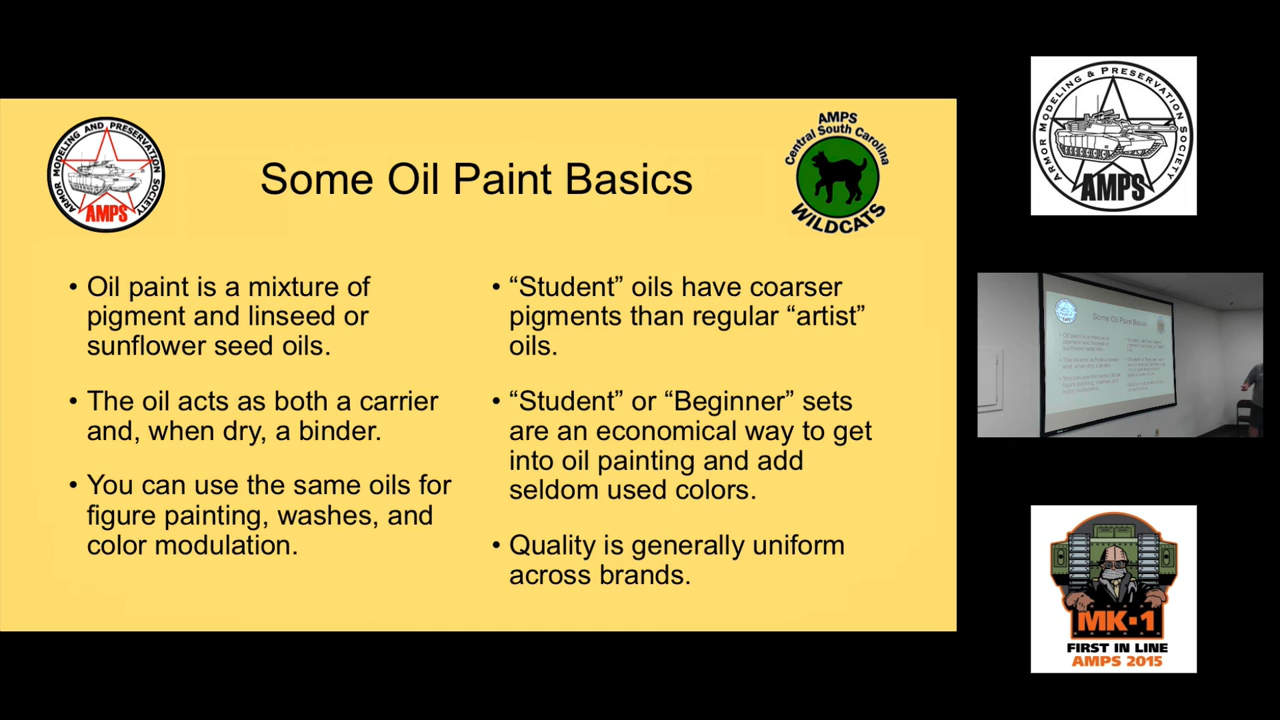 ARMOR MODELING AND PRESERVATION SOCIETY
AMPS
Some Oil Paint Basics
AMPS
Central South Carolina
WILDCATS
• Oil paint is a mixture of
pigment and linseed or
sunflower seed oils.
• The oil acts as both a carrier
and, when dry, a binder.
• You can use the same oils for
figure painting, washes, and
color modulation.
• “Student” oils have coarser
pigments than regular “artist”
oils.
• “Student” or “Beginner” sets
are an economical way to get
into oil painting and add
seldom used colors.
• Quality is generally uniform
across brands.
ARMOR MODELING & PRESERVATION SOCIETY
AMPS
Some Oil Paint Basics
MK-1
FIRST IN LINE
AMPS 2015